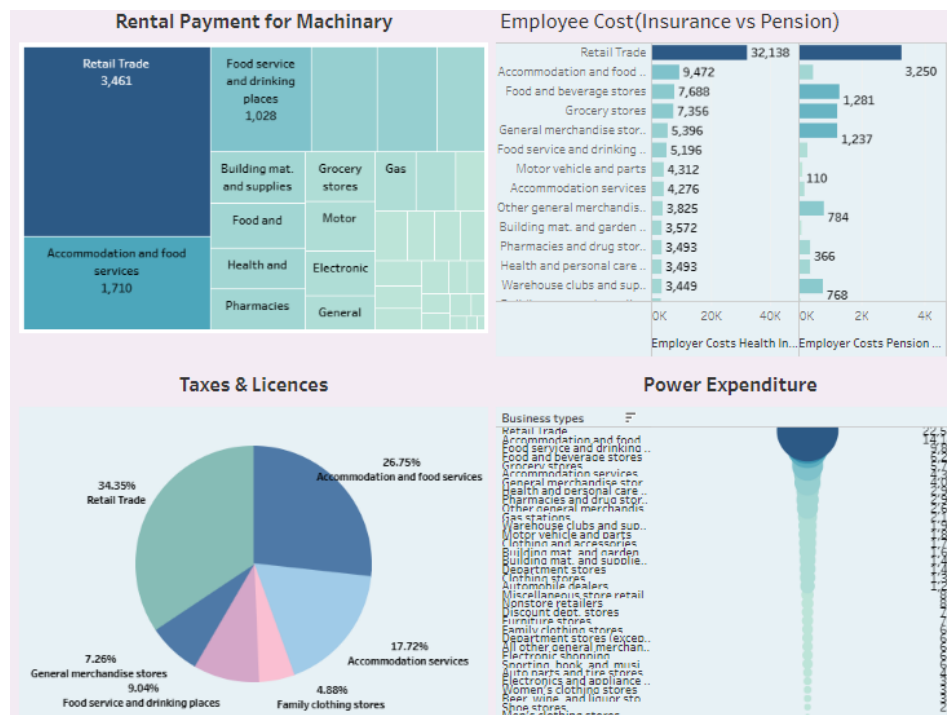 Rental Payment for Machinary
Retail Trade
3,461
Food service
and drinking
places
1,028
Building mat.
and supplies
Grocery
stores
Gas
Food and
Motor
Accommodation and food
services
1,710
Health and
Electronic
Pharmacies
General
Employee Cost(Insurance vs Pension)
Retail Trade 32,138
Accommodation and food .. 9,472 3,250
Food and beverage stores 7,688 1,281
Grocery stores 7,356
General merchandise stor.. 5,396 1,237
Food service and drinking .. 5,196
Motor vehicle and parts 4,312 110
Accommodation services 4,276
Other general merchandis.. 3,825 784
Building mat. and garden .. 3,572
Pharmacies and drug stor.. 3,493 366
Health and personal care .. 3,493
Warehouse clubs and sup.. 3,449 768
0K 20K 40K 0K 2K 4K
Employer Costs Health In... Employer Costs Pension ...
Taxes & Licences
26.75%
Accommodation and food services
34.35%
Retail Trade
17.72%
Accommodation services
7.26%
General merchandise stores
9.04%
Food service and drinking places
4.88%
Family clothing stores
Power Expenditure
Business types
Retail Trade
Accommodation and food
Food service and drinking ..
Food and beverage stores
Grocery stores
Accommodation services
General merchandise stor
Health and personal care ..
Pharmacies and drug stor..
Other general merchandis
Gas stations
Warehouse clubs and sup..
Motor vehicle and parts
Clothing and accessories
Building mat. and garden
Building mat. and supplie..
Department stores
Clothing stores
Automobile dealers
Miscellaneous store retail
Nonstore retailers
Discount dept. stores
Furniture stores
Family clothing stores
Department stores (excep..
All other general merchan..
Electronic shopping
Sporting, book, and musi
Auto parts and tire stores
Electronics and appliance ..
Women's clothing stores
Beer, wine, and liquor sto
Shoe stores
Men's clothing stores